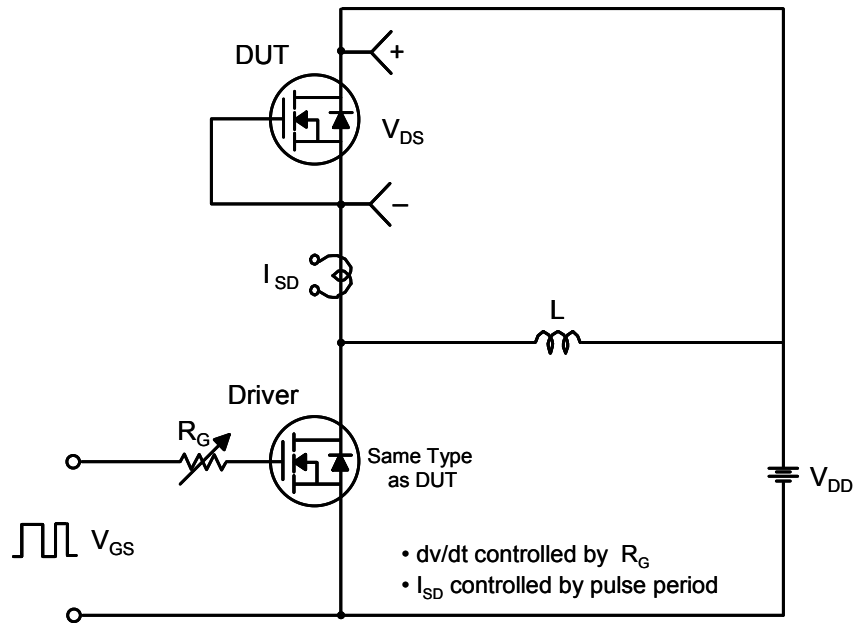 DUT
+
V_DS
−
I_SD
L
Driver
R_G
Same Type
as DUT
V_DD
V_GS
• dv/dt controlled by R_G
• I_SD controlled by pulse period